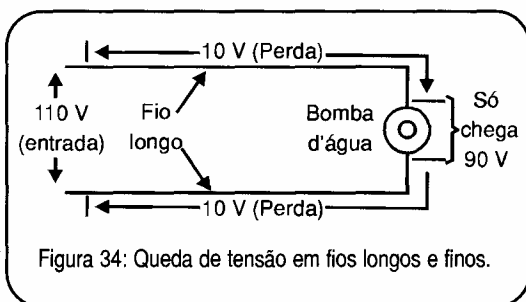 10 V (Perda)
110 V
(entrada)
Fio
longo
Bomba
d'água
Só
chega
90 V
10 V (Perda)
Figura 34: Queda de tensão em fios longos e finos.